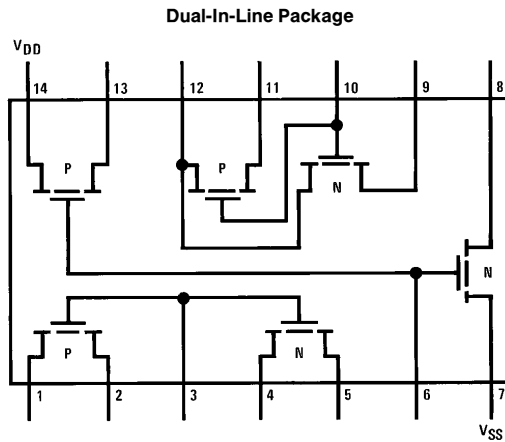 Dual-In-Line Package
VDD
14 13 12 11 10 9 8
P P N
N
P N
1 2 3 4 5 6 7
VSS